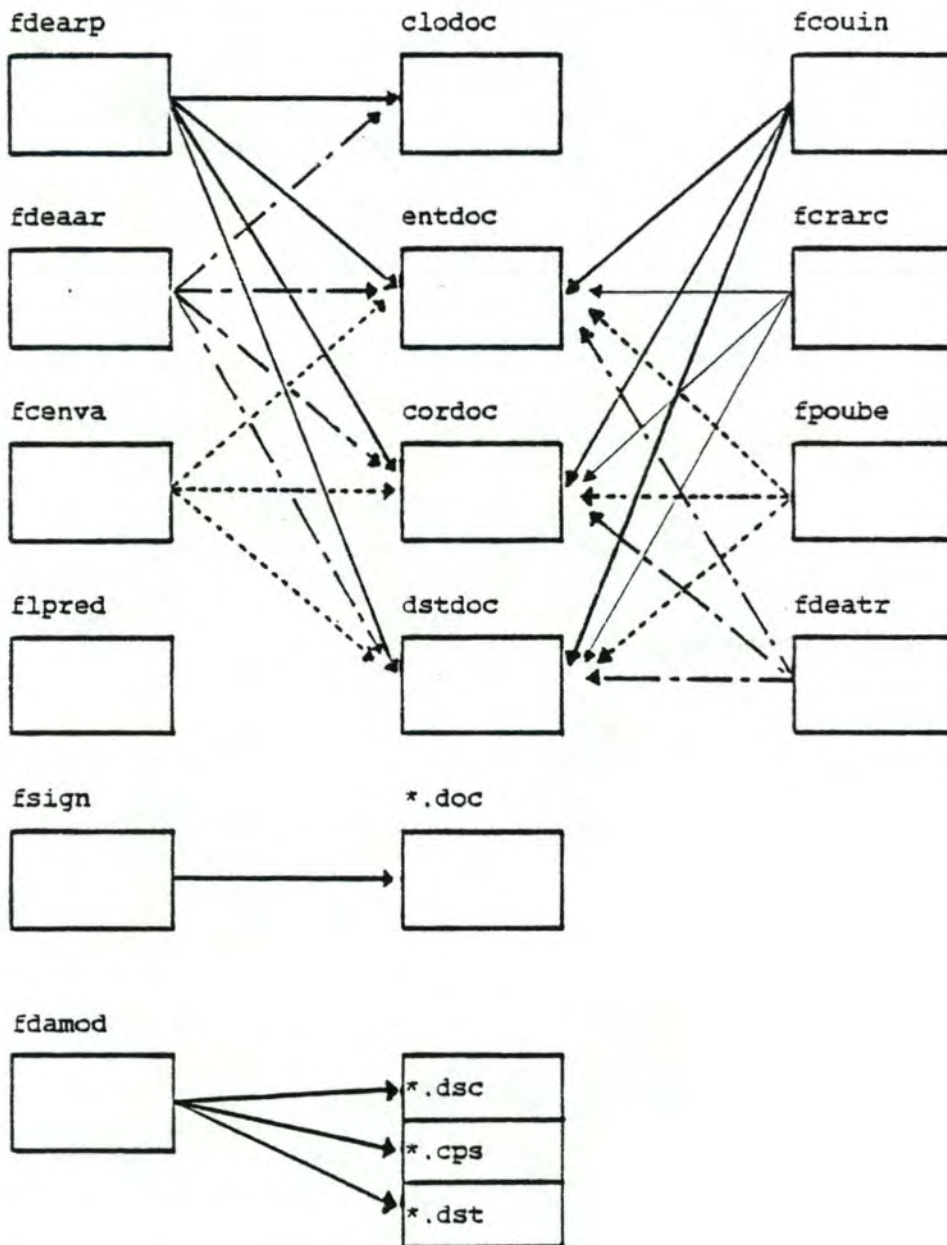 fdearp clodoc fcouin
fdeaar entdoc fcrarc
fcenva cordoc fpoube
flpred dstdoc fdeatr
fsign *.doc
fdamod
*.dsc
*.cps
*.dst